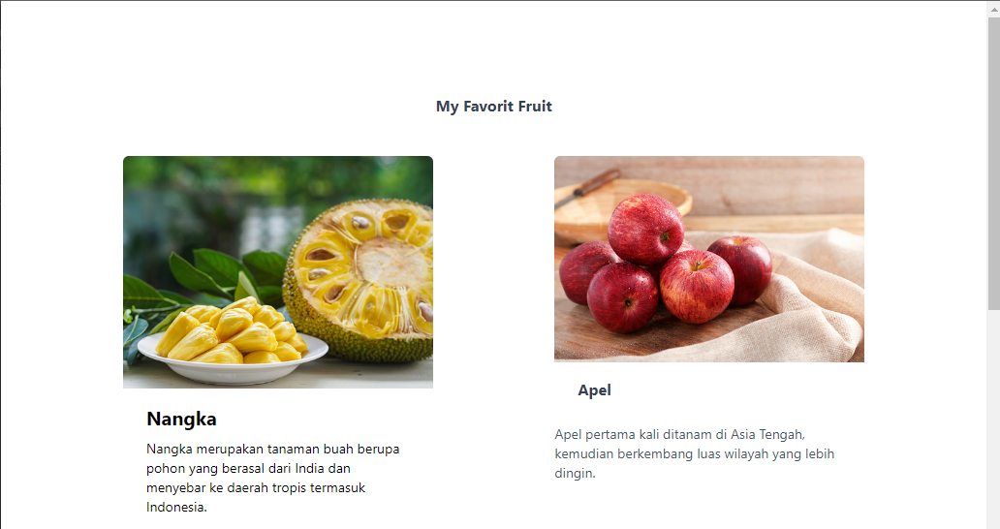 My Favorit Fruit
Nangka
Nangka merupakan tanaman buah berupa
pohon yang berasal dari India dan
menyebar ke daerah tropis termasuk
Indonesia.
Apel
Apel pertama kali ditanam di Asia Tengah,
kemudian berkembang luas wilayah yang lebih
dingin.